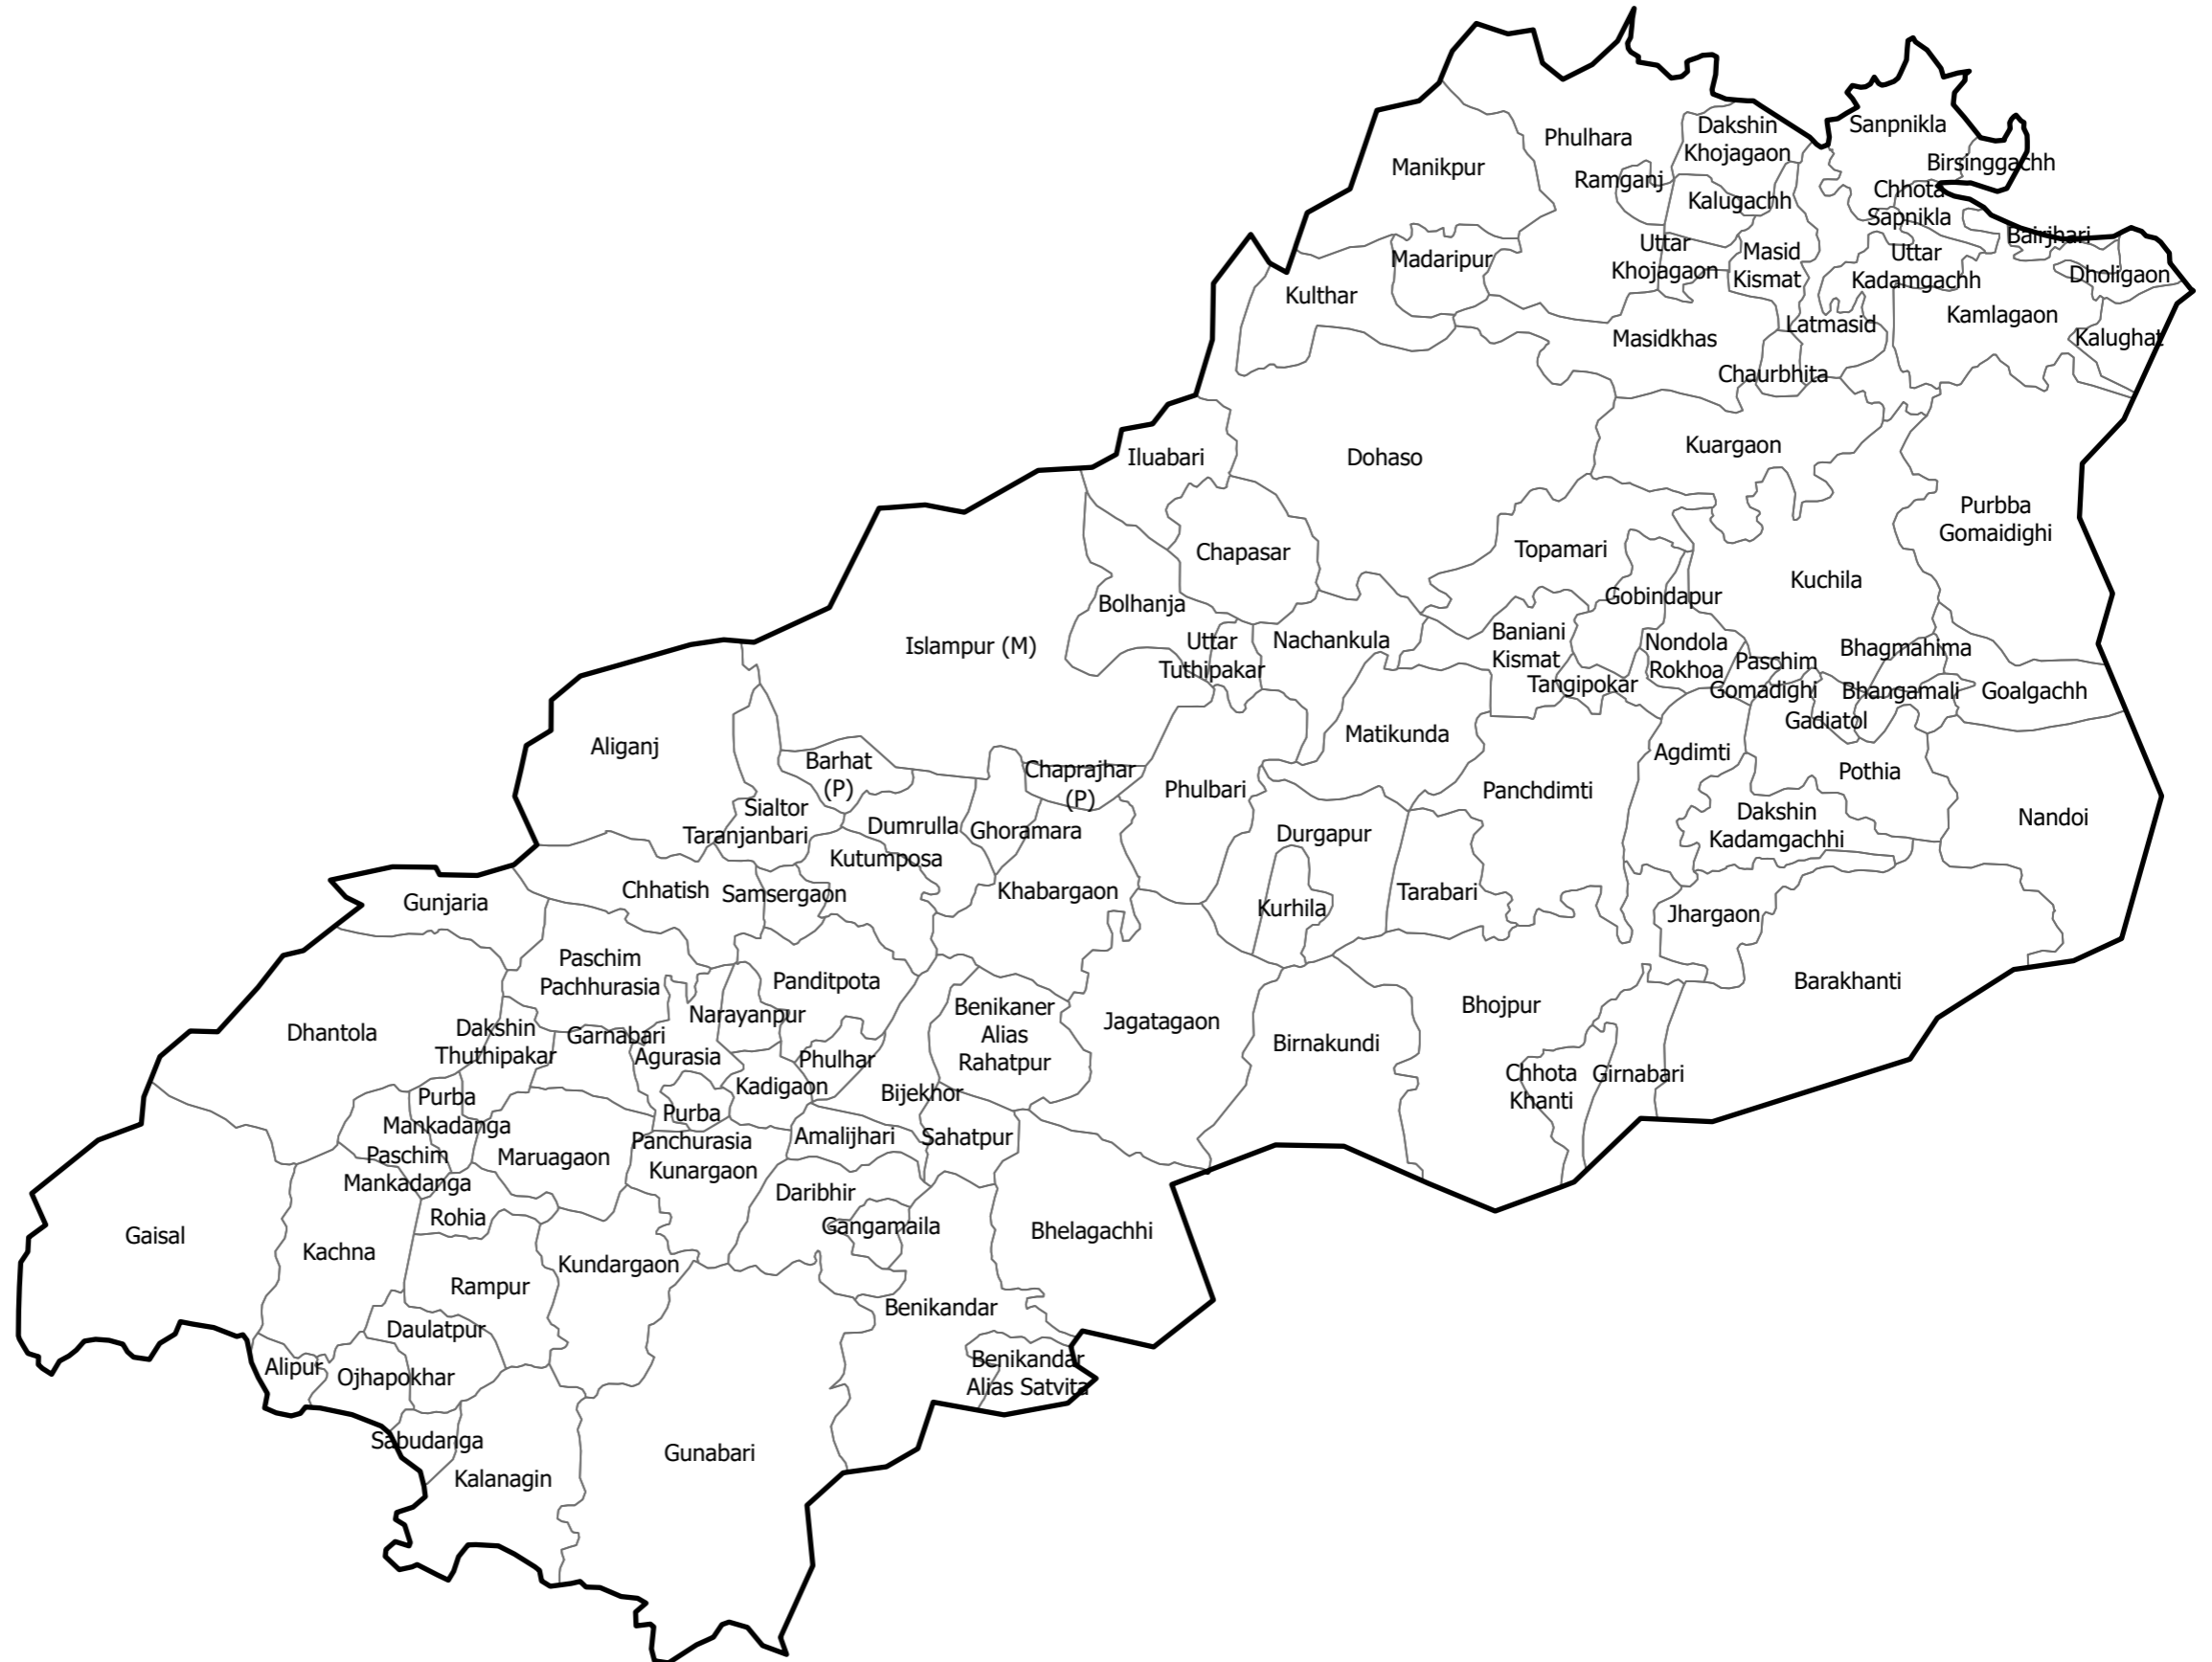 Sanpnikla
Dakshin
Khojagaon
Phulhara
Birsinggachh
Manikpur
Ramganj
Chhota
Sapnikla
Kalugachh
Bairjhari
Uttar
Khojagaon
Masid
Kismat
Uttar
Kadamgachh
Madaripur
Dholigaon
Kulthar
Kamlagaon
Latmasid
Masidkhas
Kalughat
Chaurbhita
Kuargaon
Iluabari
Dohaso
Purbba
Gomaidighi
Topamari
Chapasar
Kuchila
Gobindapur
Bolhanja
Islampur (M)
Uttar
Tuthipakar
Nachankula
Baniani
Kismat
Nondola
Rokhoa
Bhagmahima
Paschim
Gomadighi
Tangipokar
Bhangamali
Goalgachh
Gadiatol
Matikunda
Aliganj
Agdimti
Barhat
(P)
Chaprajhar
(P)
Pothia
Phulbari
Panchdimti
Sialtor
Taranjanbari
Dakshin
Kadamgachhi
Nandoi
Dumrulla
Ghoramara
Durgapur
Kutumposa
Chhatish
Samsergaon
Khabargaon
Tarabari
Gunjaria
Kurhila
Jhargaon
Paschim
Pachhurasia
Panditpota
Barakhanti
Benikaner
Alias
Rahatpur
Bhojpur
Narayanpur
Jagatagaon
Dhantola
Dakshin
Thuthipakar
Garnabari
Birnakundi
Agurasia
Phulhar
Chhota
Khanti
Girnabari
Kadigaon
Bijekhor
Purba
Mankadanga
Purba
Panchurasia
Amalijhari
Sahatpur
Paschim
Mankadanga
Maruagaon
Kunargaon
Daribhir
Rohia
Gangamaila
Bhelagachhi
Gaisal
Kachna
Kundargaon
Rampur
Benikandar
Daulatpur
Alipur
Ojhapokhar
Benikandar
Alias Satvita
Sabudanga
Gunabari
Kalanagin